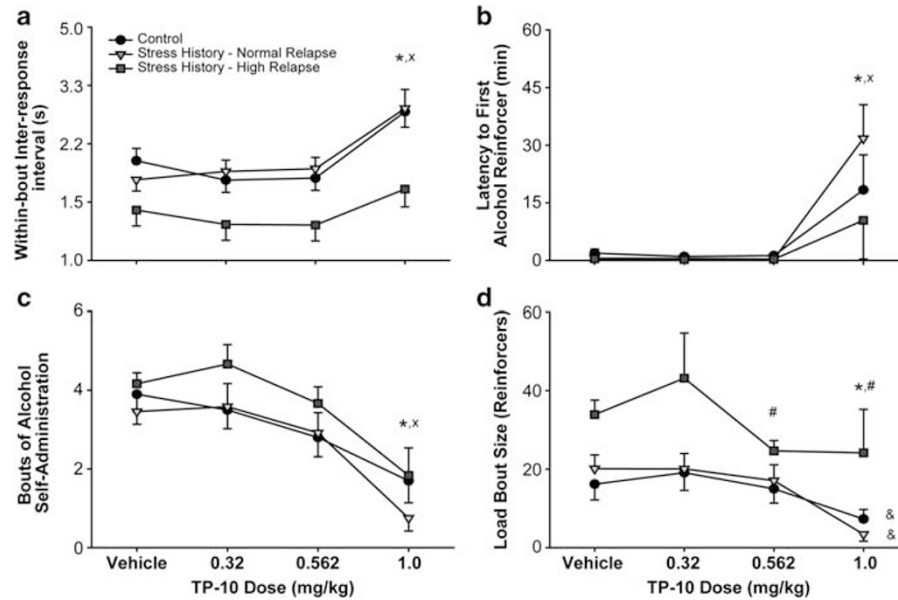 a
Within-bout Inter-response
interval (s)
5.0
3.3
2.2
1.5
1.0
Control
Stress History - Normal Relapse
Stress History - High Relapse
*,x
b
Latency to First
Alcohol Reinforcer (min)
60
45
30
15
0
*,x
c
Bouts of Alcohol
Self-Administration
6
4
2
0
*,x
Vehicle 0.32 0.562 1.0
TP-10 Dose (mg/kg)
d
Load Bout Size (Reinforcers)
60
40
20
0
#
*,#
&
&
Vehicle 0.32 0.562 1.0
TP-10 Dose (mg/kg)